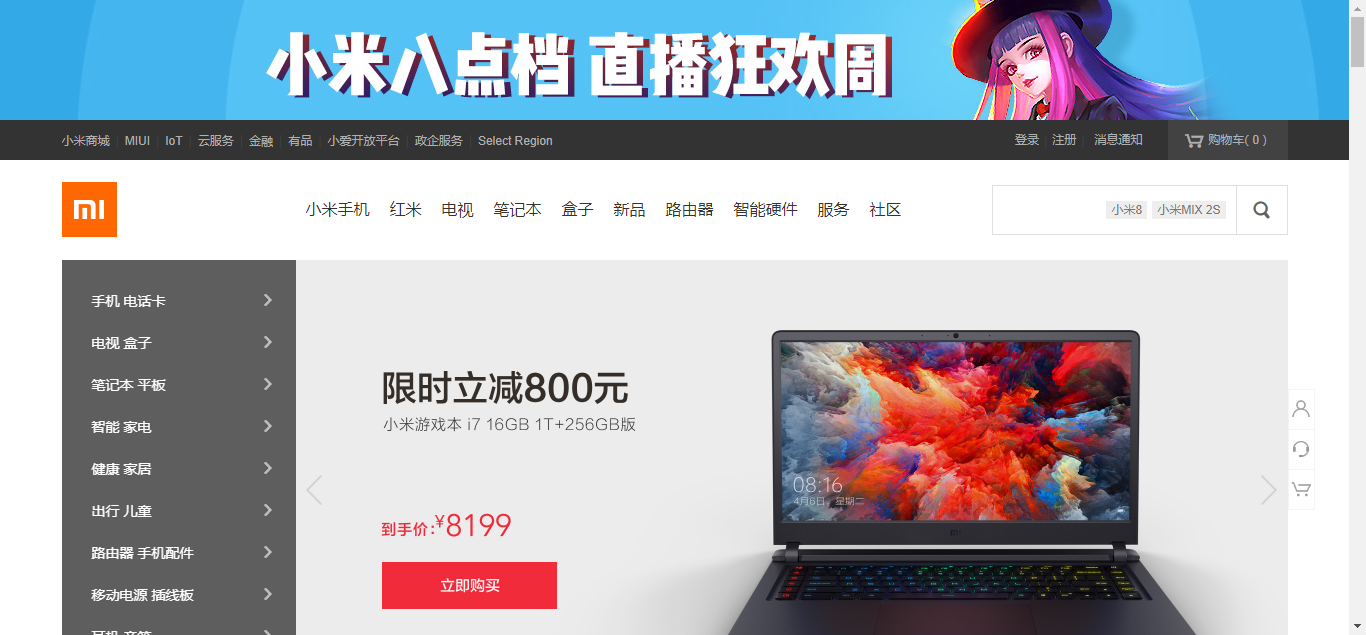 小米八点档 直播狂欢周
小米商城 MIUI IoT 云服务 金融 有品 小爱开放平台 政企服务 Select Region 登录 注册 消息通知 购物车( 0 )
小米手机 红米 电视 笔记本 盒子 新品 路由器 智能硬件 服务 社区 小米8 小米MIX 2S
手机 电话卡
电视 盒子
笔记本 平板
智能 家电
健康 家居
出行 儿童
路由器 手机配件
移动电源 插线板
耳机 音箱
限时立减800元
小米游戏本 i7 16GB 1T+256GB版
到手价:¥8199
立即购买
08:16
4月6日，星期二